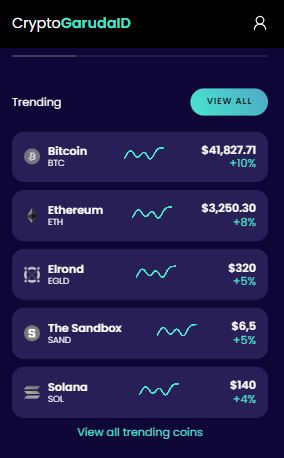 CryptoGarudaID
Trending
VIEW ALL
Bitcoin
BTC
$41,827.71
+10%
Ethereum
ETH
$3,250.30
+8%
Elrond
EGLD
$320
+5%
The Sandbox
SAND
$6,5
+5%
Solana
SOL
$140
+4%
View all trending coins